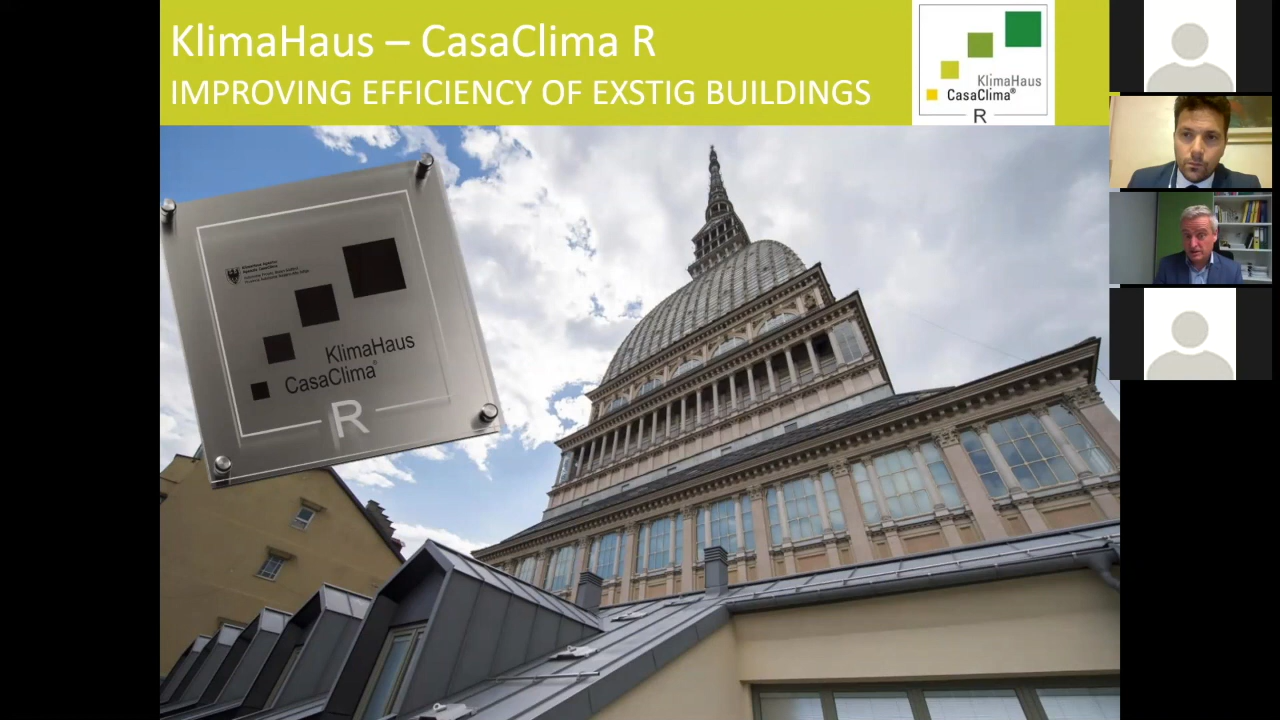 KlimaHaus – CasaClima R
IMPROVING EFFICIENCY OF EXSTIG BUILDINGS
KlimaHaus
CasaClima®
R
KlimaHaus
CasaClima®
R